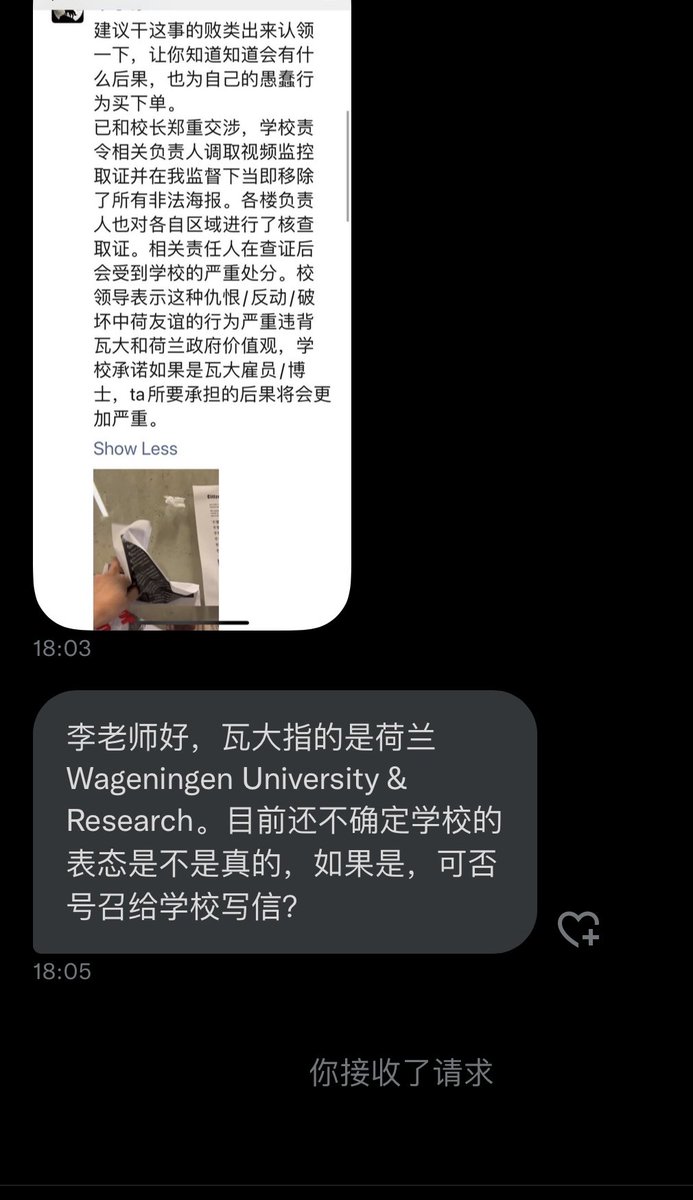 建议干这事的败类出来认领
一下，让你知道知道会有什
么后果，也为自己的愚蠢行
为买下单。
已和校长郑重交涉，学校责
令相关负责人调取视频监控
取证并在我监督下当即移除
了所有非法海报。各楼负责
人也对各自区域进行了核查
取证。相关责任人在查证后
会受到学校的严重处分。校
领导表示这种仇恨/反动/破
坏中荷友谊的行为严重违背
瓦大和荷兰政府价值观，学
校承诺如果是瓦大雇员/博
士，ta所要承担的后果将会更
加严重。
Show Less
18:03
李老师好，瓦大指的是荷兰
Wageningen University &
Research。目前还不确定学校的
表态是不是真的，如果是，可否
号召给学校写信？
18:05
你接收了请求